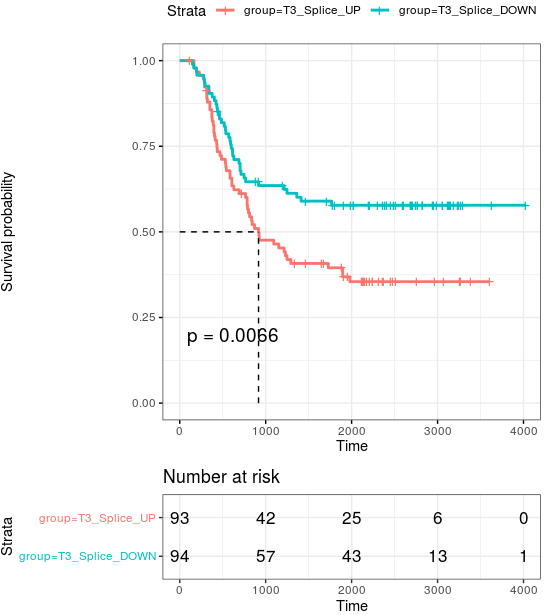 Strata group=T3_Splice_UP group=T3_Splice_DOWN
Survival probability
1.00
0.75
0.50
0.25
0.00
p = 0.0066
0 1000 2000 3000 4000
Time
Number at risk
Strata
group=T3_Splice_UP 93 42 25 6 0
group=T3_Splice_DOWN 94 57 43 13 1
0 1000 2000 3000 4000
Time